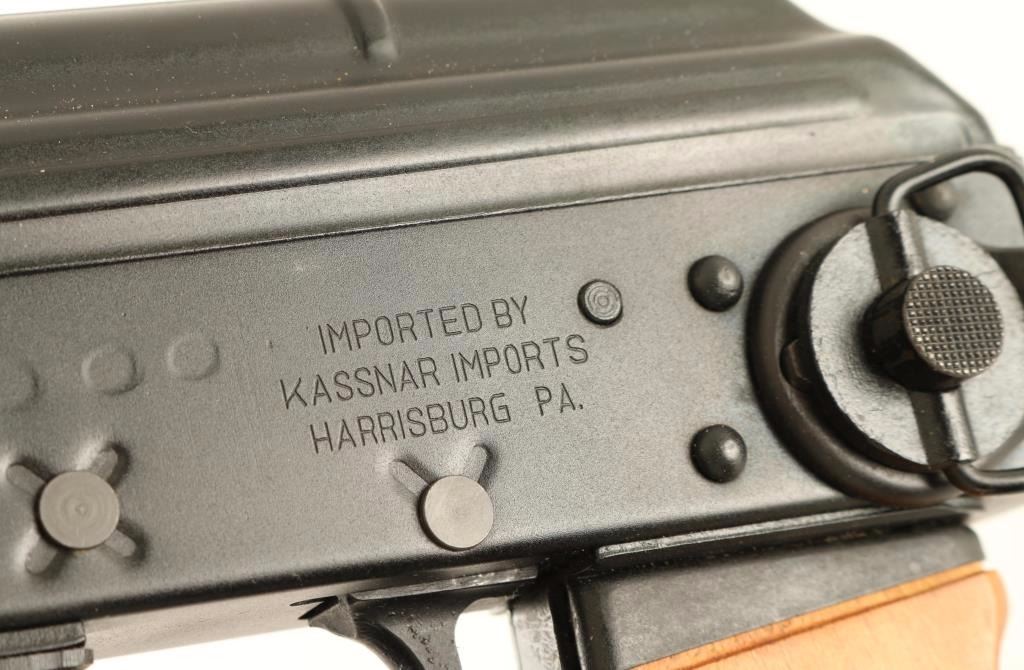 IMPORTED BY
KASSNAR IMPORTS
HARRISBURG PA.